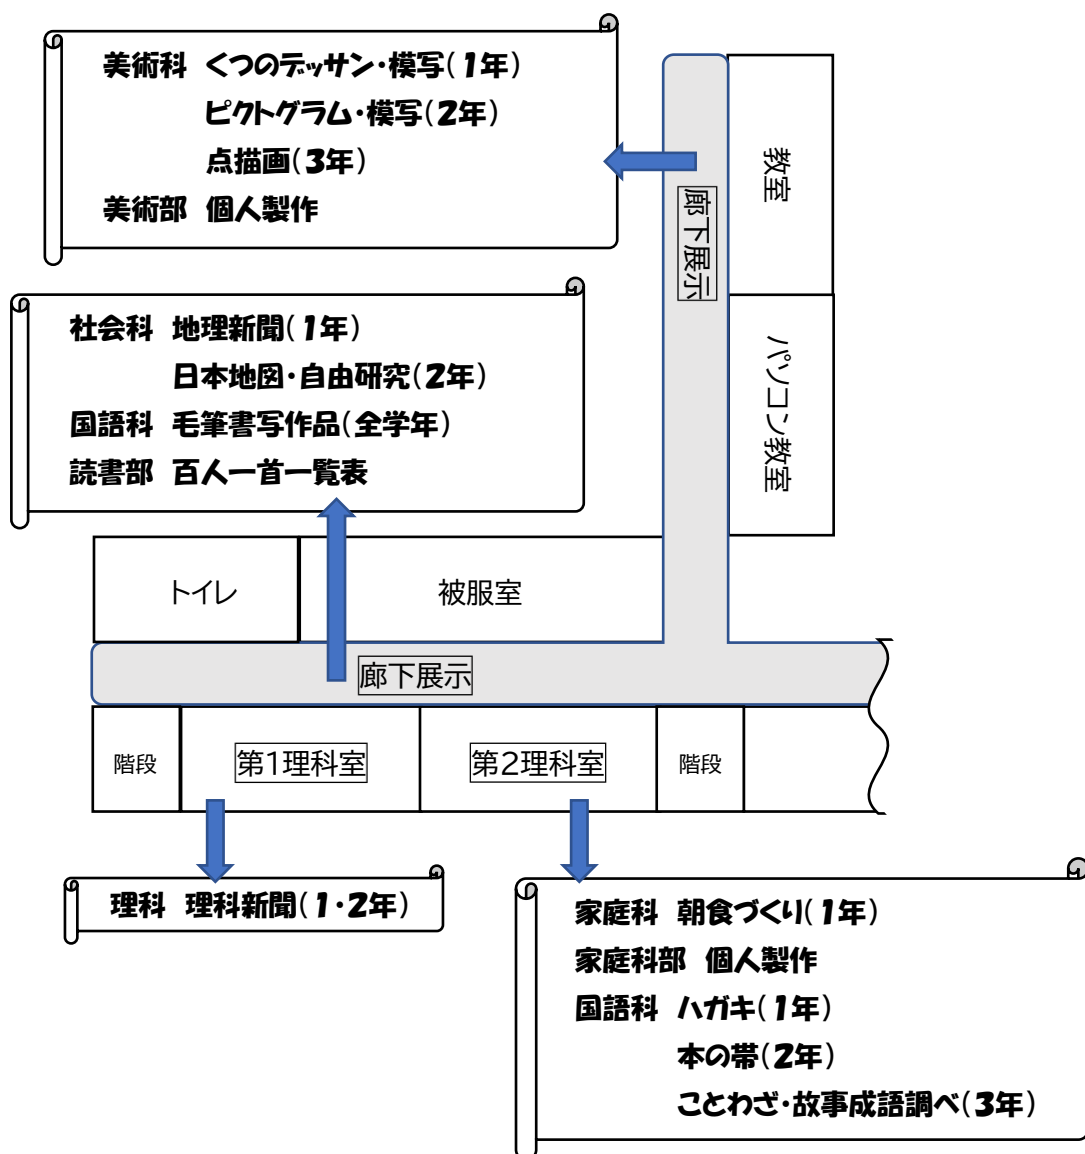 美術科 くつのデッサン・模写(1年)
ピクトグラム・模写(2年)
点描画(3年)
美術部 個人製作
教室
廊下展示
社会科 地理新聞(1年)
日本地図・自由研究(2年)
国語科 毛筆書写作品(全学年)
読書部 百人一首一覧表
パソコン教室
トイレ
被服室
廊下展示
階段
第1理科室
第2理科室
階段
理科 理科新聞(1・2年)
家庭科 朝食づくり(1年)
家庭科部 個人製作
国語科 ハガキ(1年)
本の帯(2年)
ことわざ・故事成語調べ(3年)